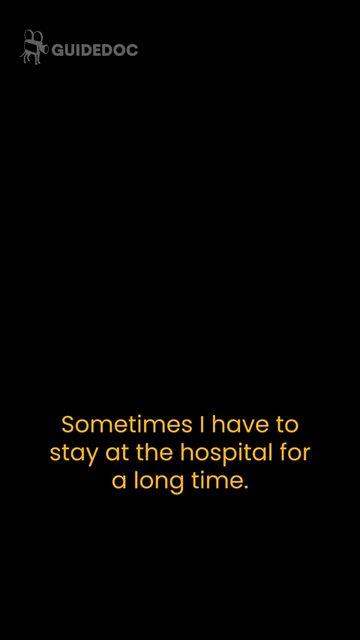 GUIDEDOC
Sometimes I have to
stay at the hospital for
a long time.